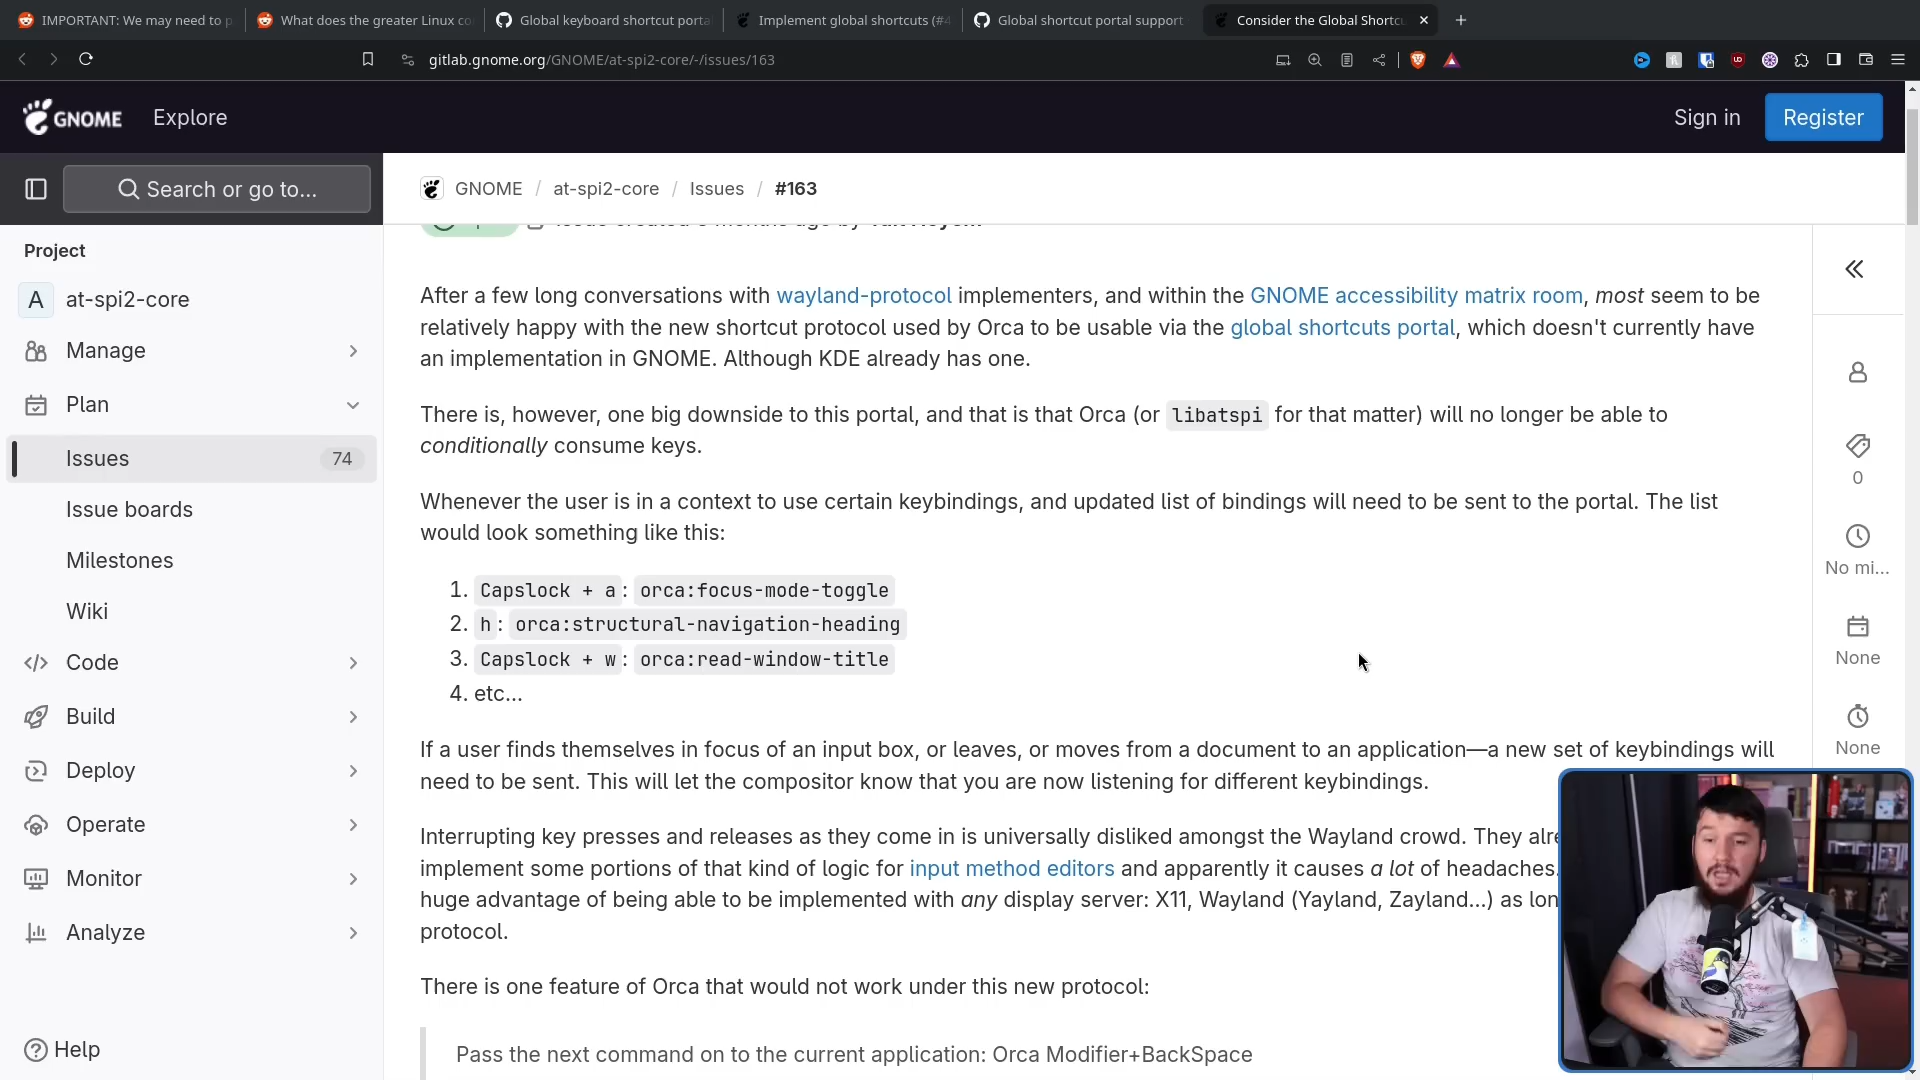 IMPORTANT: We may need to p
What does the greater Linux co
Global keyboard shortcut porta
Implement global shortcuts (#4
Global shortcut portal support
Consider the Global Shortcu
gitlab.gnome.org/GNOME/at-spi2-core/-/issues/163
GNOME
Explore
Sign in
Register
Search or go to...
GNOME / at-spi2-core / Issues / #163
Project
A at-spi2-core
Manage
Plan
Issues 74
Issue boards
Milestones
Wiki
Code
Build
Deploy
Operate
Monitor
Analyze
Help
After a few long conversations with wayland-protocol implementers, and within the GNOME accessibility matrix room, most seem to be
relatively happy with the new shortcut protocol used by Orca to be usable via the global shortcuts portal, which doesn't currently have
an implementation in GNOME. Although KDE already has one.
There is, however, one big downside to this portal, and that is that Orca (or libatspi for that matter) will no longer be able to
conditionally consume keys.
Whenever the user is in a context to use certain keybindings, and updated list of bindings will need to be sent to the portal. The list
would look something like this:
1. Capslock + a: orca:focus-mode-toggle
2. h: orca:structural-navigation-heading
3. Capslock + w: orca:read-window-title
4. etc...
If a user finds themselves in focus of an input box, or leaves, or moves from a document to an application—a new set of keybindings will
need to be sent. This will let the compositor know that you are now listening for different keybindings.
Interrupting key presses and releases as they come in is universally disliked amongst the Wayland crowd. They alre
implement some portions of that kind of logic for input method editors and apparently it causes a lot of headaches.
huge advantage of being able to be implemented with any display server: X11, Wayland (Yayland, Zayland...) as lon
protocol.
There is one feature of Orca that would not work under this new protocol:
Pass the next command on to the current application: Orca Modifier+BackSpace
0
No mi...
None
None